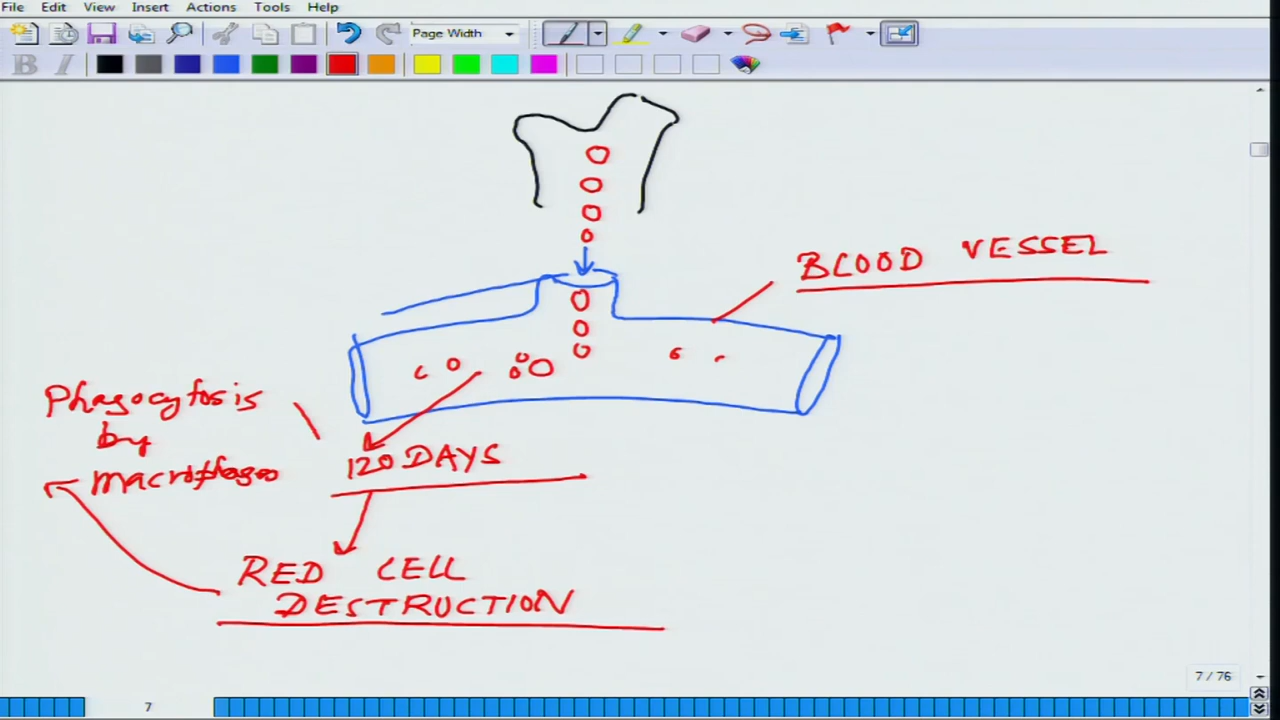 File Edit View Insert Actions Tools Help
Page Width
B I
BLOOD VESSEL
Phagocytosis
by
macrophages
120 DAYS
RED CELL
DESTRUCTION
7 / 76
7